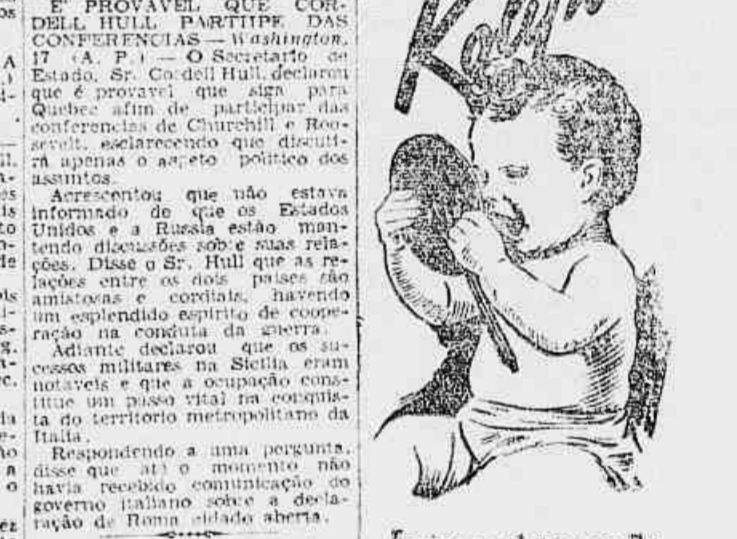 E' PROVAVEL QUE COR-
DELL HULL PARTIIPE DAS
CONFERENCIAS — Washington,
17 (A. P.) — O Secretario de
Estado, Sr. Cordell Hull, declarou
que é provavel que siga para
Quebec afim de participar das
conferencias de Churchill e Roo-
sevelt, esclarecendo que discuti-
rá apenas o aspeto politico dos
assuntos.
Acrescentou que não estava
informado de que os Estados
Unidos e a Russia estão man-
tendo discussões sobre suas rela-
ções. Disse o Sr. Hull que as re-
lações entre os dois paises são
amistosas e cordiais, havendo
um esplendido espirito de coope-
ração na conduta da guerra.
Adiante declarou que os su-
cessos militares na Sicilia eram
notaveis e que a ocupação cons-
titue um passo vital na conquis-
ta do territorio metropolitano da
Italia.
Respondendo a uma pergunta,
disse que até o momento não
havia recebido comunicação do
governo italiano sobre a decla-
ração de Roma cidade aberta.